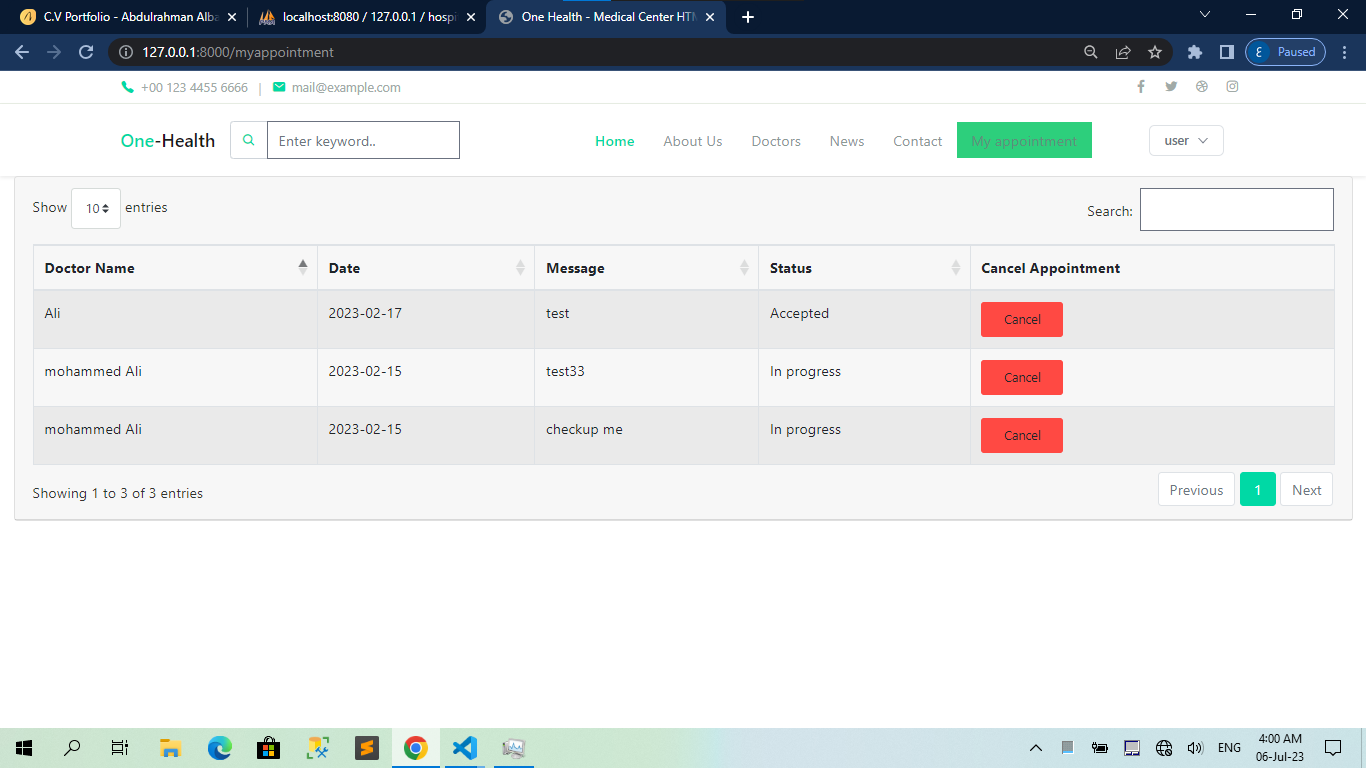 C.V Portfolio - Abdulrahman Alba
localhost:8080 / 127.0.0.1 / hospi
One Health - Medical Center HTM
127.0.0.1:8000/myappointment
ع Paused
+00 123 4455 6666 | mail@example.com
One-Health
Enter keyword..
Home About Us Doctors News Contact My appointment
user
Show 10 entries
Search:
Doctor Name Date Message Status Cancel Appointment
Ali 2023-02-17 test Accepted Cancel
mohammed Ali 2023-02-15 test33 In progress Cancel
mohammed Ali 2023-02-15 checkup me In progress Cancel
Showing 1 to 3 of 3 entries
Previous 1 Next
ENG
4:00 AM
06-Jul-23